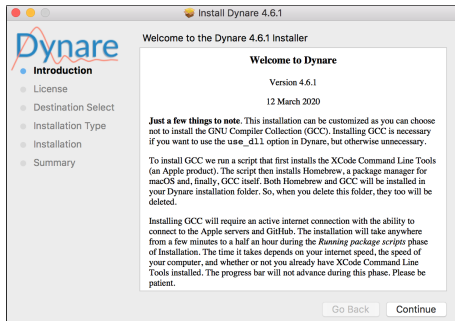 Install Dynare 4.6.1
Dynare
Welcome to the Dynare 4.6.1 Installer
Introduction
License
Destination Select
Installation Type
Installation
Summary
Welcome to Dynare
Version 4.6.1
12 March 2020
Just a few things to note. This installation can be customized as you can choose
not to install the GNU Compiler Collection (GCC). Installing GCC is necessary
if you want to use the use_dll option in Dynare, but otherwise unnecessary.
To install GCC we run a script that first installs the XCode Command Line Tools
(an Apple product). The script then installs Homebrew, a package manager for
macOS and, finally, GCC itself. Both Homebrew and GCC will be installed in
your Dynare installation folder. So, when you delete this folder, they too will be
deleted.
Installing GCC will require an active internet connection with the ability to
connect to the Apple servers and GitHub. The installation will take anywhere
from a few minutes to a half an hour during the Running package scripts phase
of Installation. The time it takes depends on your internet speed, the speed of
your computer, and whether or not you already have XCode Command Line
Tools installed. The progress bar will not advance during this phase. Please be
patient.
Go Back
Continue